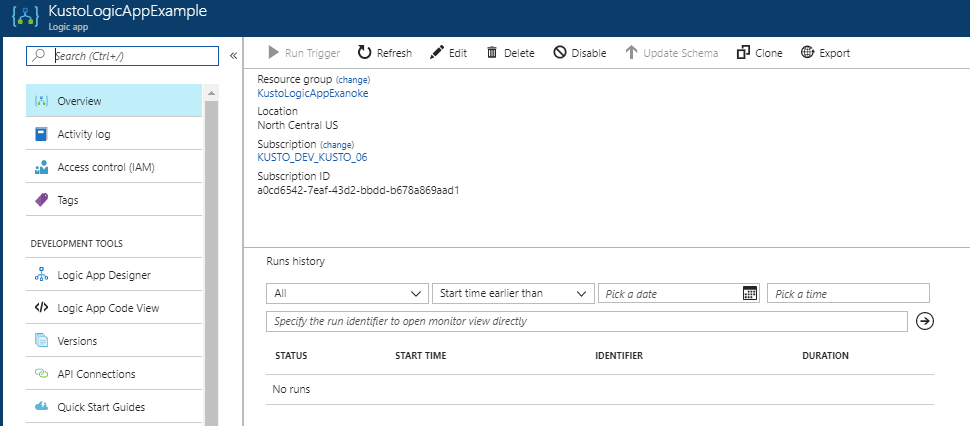 KustoLogicAppExample
Logic app
Search (Ctrl+/)
«
Overview
Activity log
Access control (IAM)
Tags
DEVELOPMENT TOOLS
Logic App Designer
Logic App Code View
Versions
API Connections
Quick Start Guides
Run Trigger Refresh Edit Delete Disable Update Schema Clone Export
Resource group (change)
KustoLogicAppExanoke
Location
North Central US
Subscription (change)
KUSTO_DEV_KUSTO_06
Subscription ID
a0cd6542-7eaf-43d2-bbdd-b678a869aad1
Runs history
All Start time earlier than Pick a date Pick a time
Specify the run identifier to open monitor view directly
STATUS START TIME IDENTIFIER DURATION
No runs